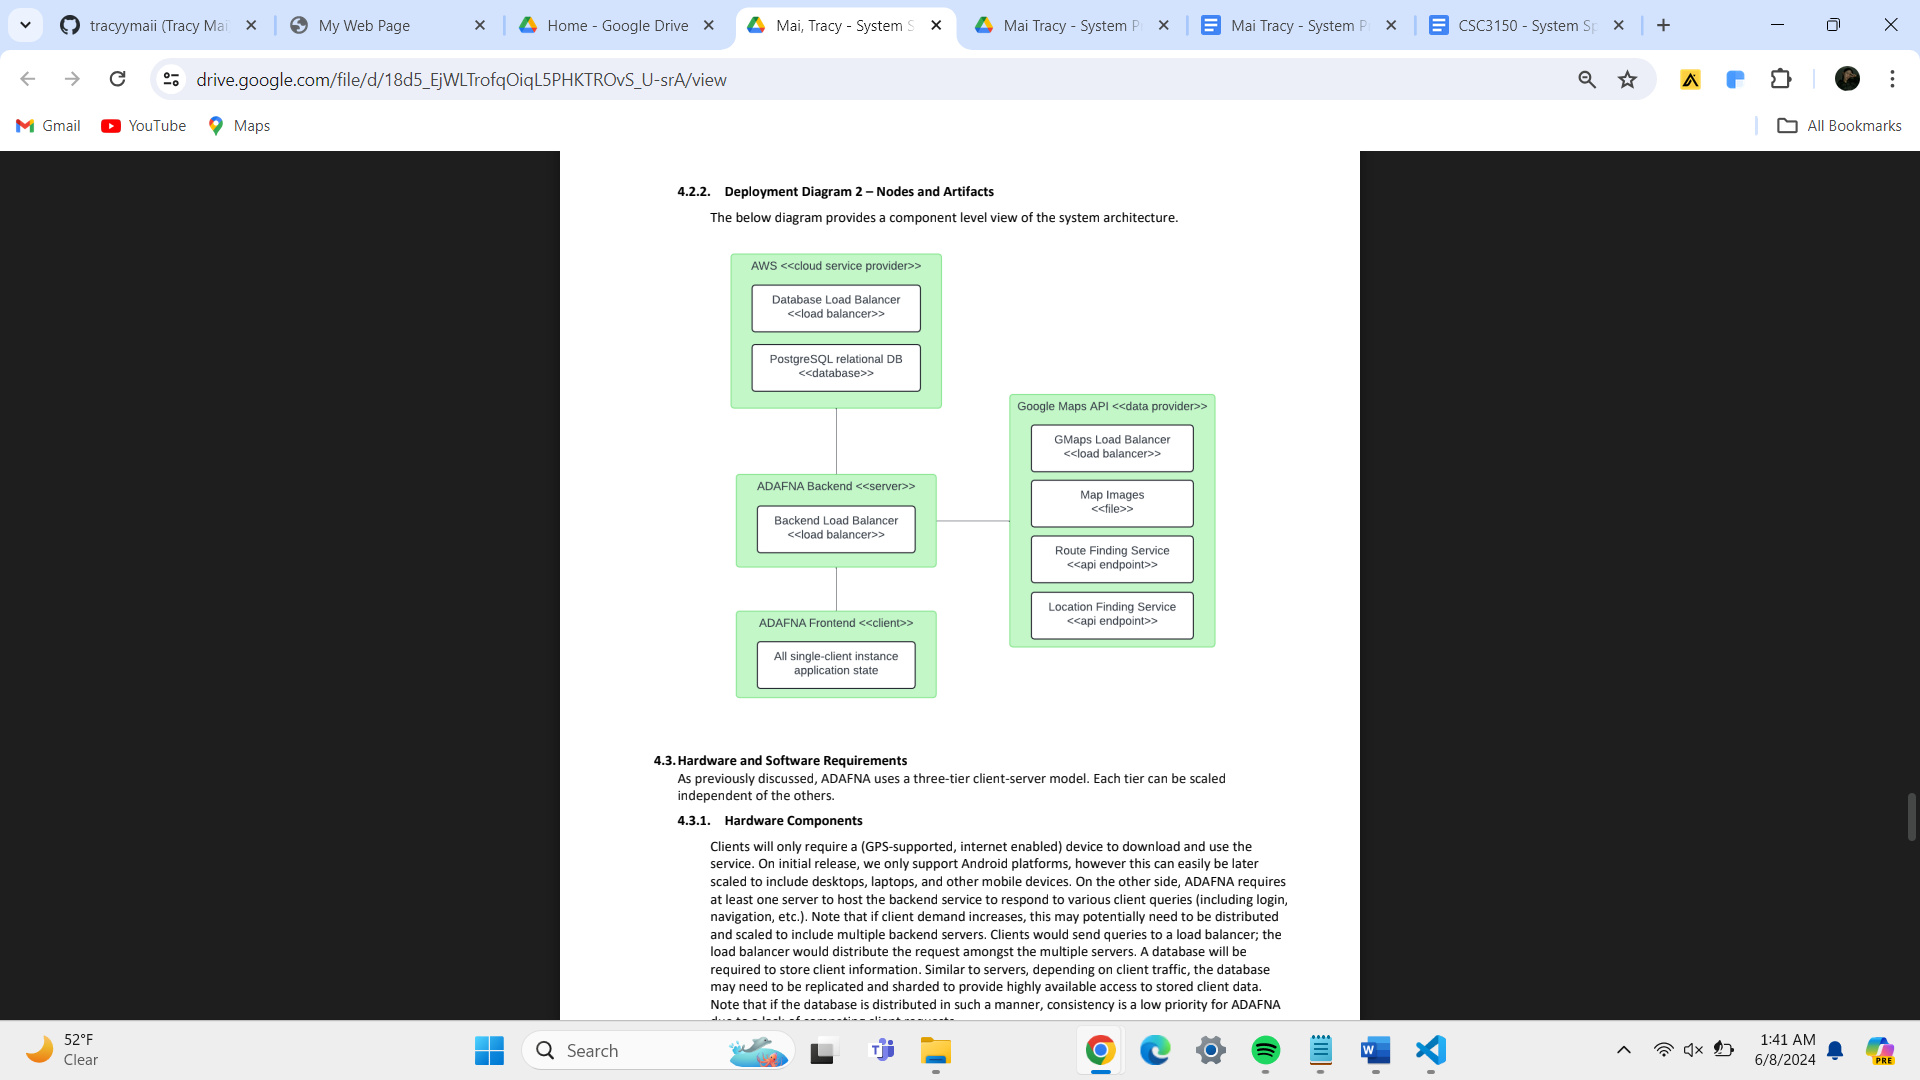 tracyymaii (Tracy Mai
My Web Page
Home - Google Drive
Mai, Tracy - System S
Mai Tracy - System P
Mai Tracy - System P
CSC3150 - System Sp
drive.google.com/file/d/18d5_EjWLTrofqOiqL5PHKTROvS_U-srA/view
Gmail
YouTube
Maps
All Bookmarks
4.2.2. Deployment Diagram 2 – Nodes and Artifacts
The below diagram provides a component level view of the system architecture.
AWS <<cloud service provider>>
Database Load Balancer
<<load balancer>>
PostgreSQL relational DB
<<database>>
Google Maps API <<data provider>>
GMaps Load Balancer
<<load balancer>>
Map Images
<<file>>
Route Finding Service
<<api endpoint>>
Location Finding Service
<<api endpoint>>
ADAFNA Backend <<server>>
Backend Load Balancer
<<load balancer>>
ADAFNA Frontend <<client>>
All single-client instance
application state
4.3. Hardware and Software Requirements
As previously discussed, ADAFNA uses a three-tier client-server model. Each tier can be scaled
independent of the others.
4.3.1. Hardware Components
Clients will only require a (GPS-supported, internet enabled) device to download and use the
service. On initial release, we only support Android platforms, however this can easily be later
scaled to include desktops, laptops, and other mobile devices. On the other side, ADAFNA requires
at least one server to host the backend service to respond to various client queries (including login,
navigation, etc.). Note that if client demand increases, this may potentially need to be distributed
and scaled to include multiple backend servers. Clients would send queries to a load balancer; the
load balancer would distribute the request amongst the multiple servers. A database will be
required to store client information. Similar to servers, depending on client traffic, the database
may need to be replicated and sharded to provide highly available access to stored client data.
Note that if the database is distributed in such a manner, consistency is a low priority for ADAFNA
due to a lack of competing client requests.
52°F
Clear
Search
1:41 AM
6/8/2024
PRE